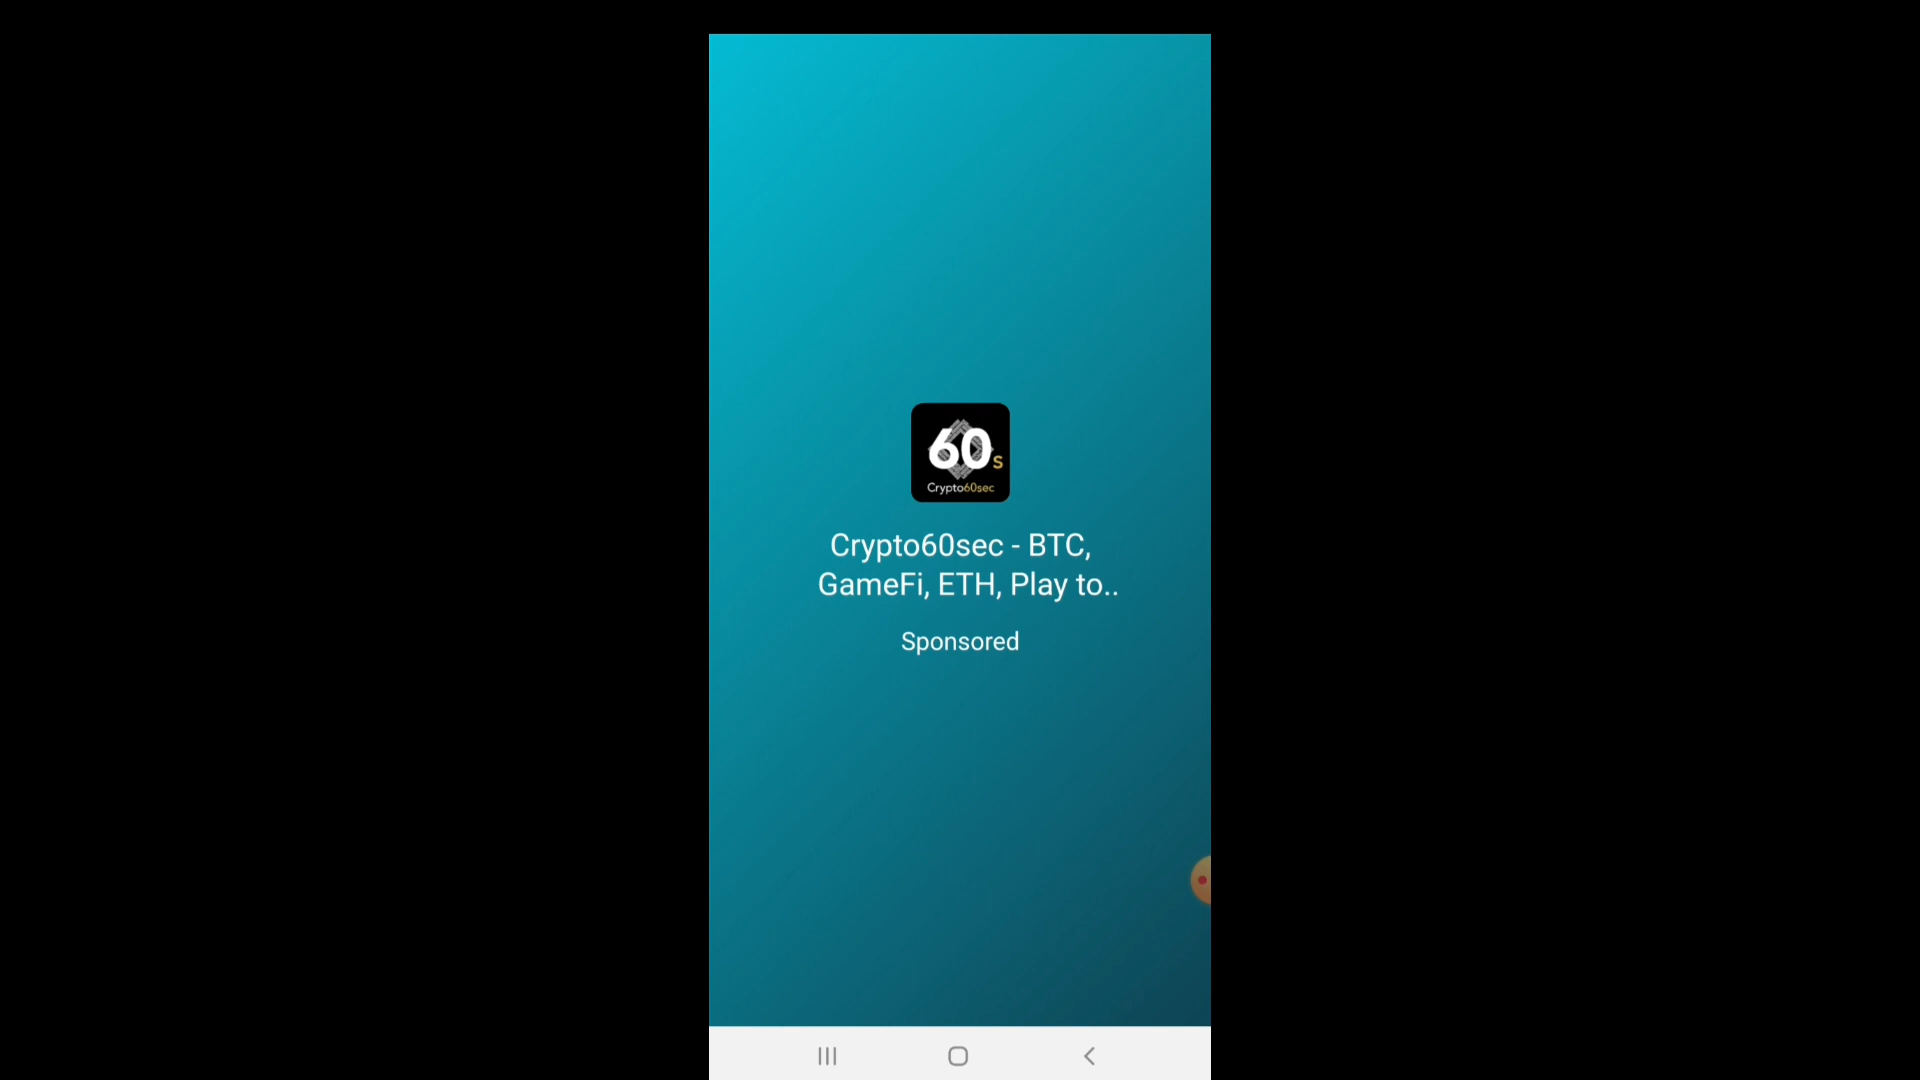 60s
Crypto60sec
Crypto60sec - BTC,
GameFi, ETH, Play to..
Sponsored